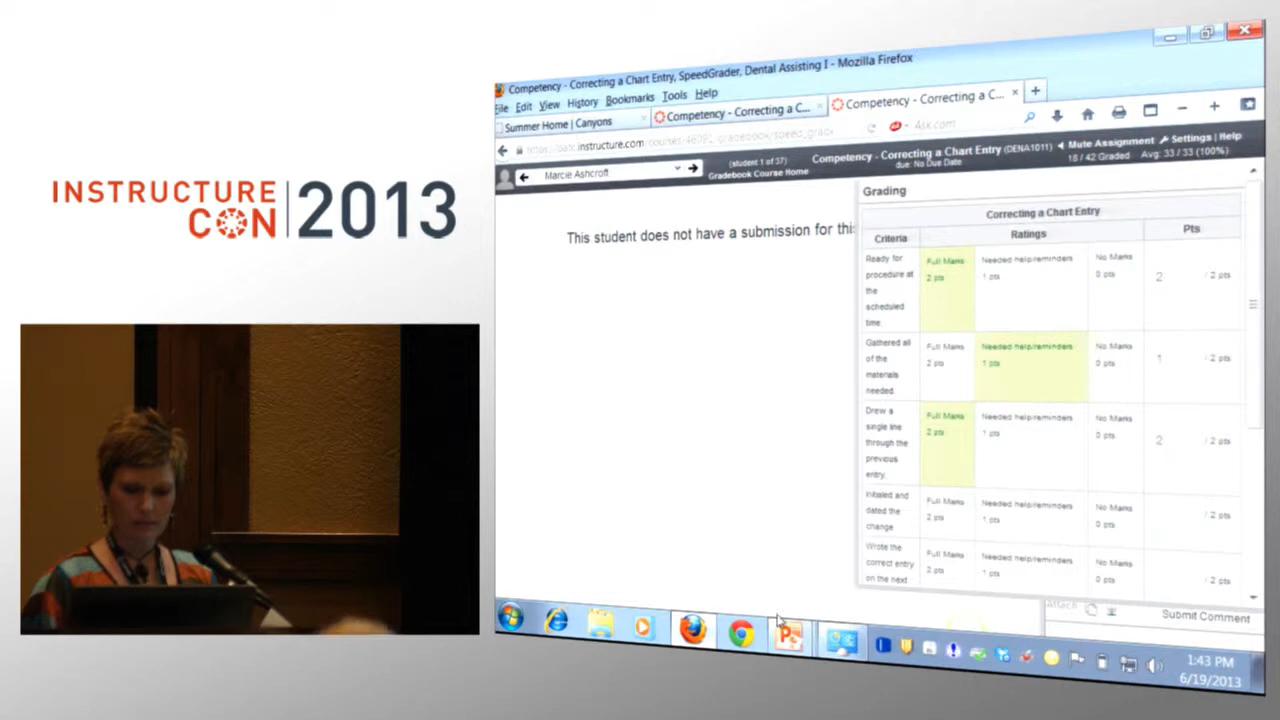 INSTRUCTURE
CON
2013
Competency - Correcting a Chart Entry, SpeedGrader, Dental Assisting I - Mozilla Firefox
File Edit View History Bookmarks Tools Help
Summer Home | Canyons
Competency - Correcting a C...
Competency - Correcting a C...
instructure.com
Ask.com
Marcie Ashcroft
(student 1 of 37)
Gradebook Course Home
Competency - Correcting a Chart Entry (DENA1011)
due: No Due Date
Mute Assignment Settings | Help
18 / 42 Graded Avg: 33 / 33 (100%)
This student does not have a submission for this
Grading
Correcting a Chart Entry
Criteria Ratings Pts
Ready for
procedure at
the
scheduled
time.
Full Marks
2 pts
Needed help/reminders
1 pts
No Marks
0 pts
2 / 2 pts
Gathered all
of the
materials
needed.
Full Marks
2 pts
Needed help/reminders
1 pts
No Marks
0 pts
1 / 2 pts
Drew a
single line
through the
previous
entry.
Full Marks
2 pts
Needed help/reminders
1 pts
No Marks
0 pts
2 / 2 pts
Initialed and
dated the
change
Full Marks
2 pts
Needed help/reminders
1 pts
No Marks
0 pts
/ 2 pts
Wrote the
correct entry
on the next
Full Marks
2 pts
Needed help/reminders
1 pts
No Marks
0 pts
/ 2 pts
Attach
Submit Comment
1:43 PM
6/19/2013